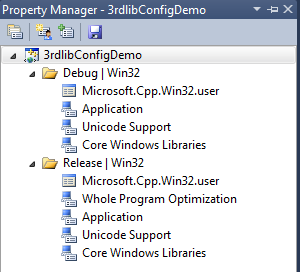 Property Manager - 3rdlibConfigDemo
3rdlibConfigDemo
Debug | Win32
Microsoft.Cpp.Win32.user
Application
Unicode Support
Core Windows Libraries
Release | Win32
Microsoft.Cpp.Win32.user
Whole Program Optimization
Application
Unicode Support
Core Windows Libraries